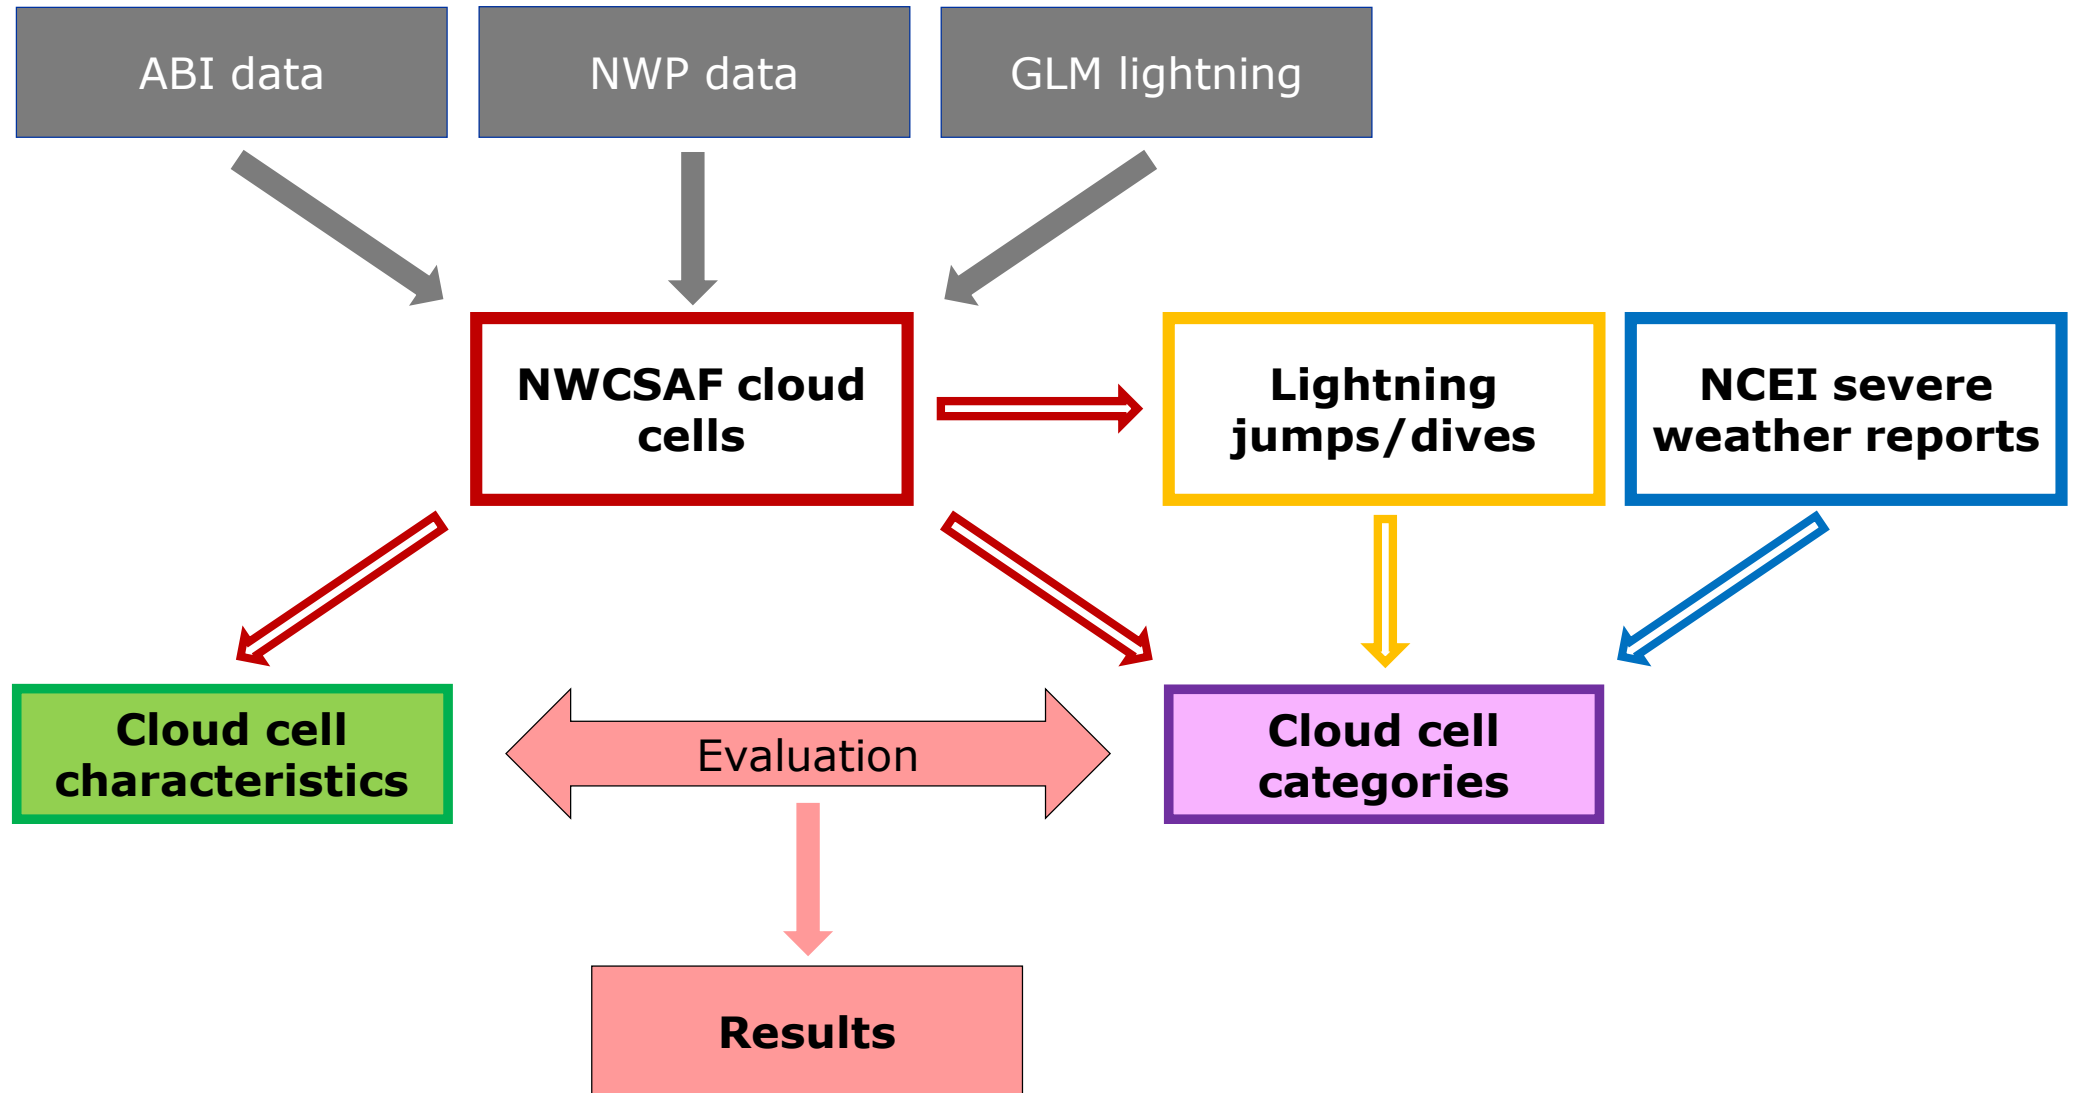 ABI data
NWP data
GLM lightning
NWCSAF cloud
cells
Lightning
jumps/dives
NCEI severe
weather reports
Cloud cell
characteristics
Evaluation
Cloud cell
categories
Results